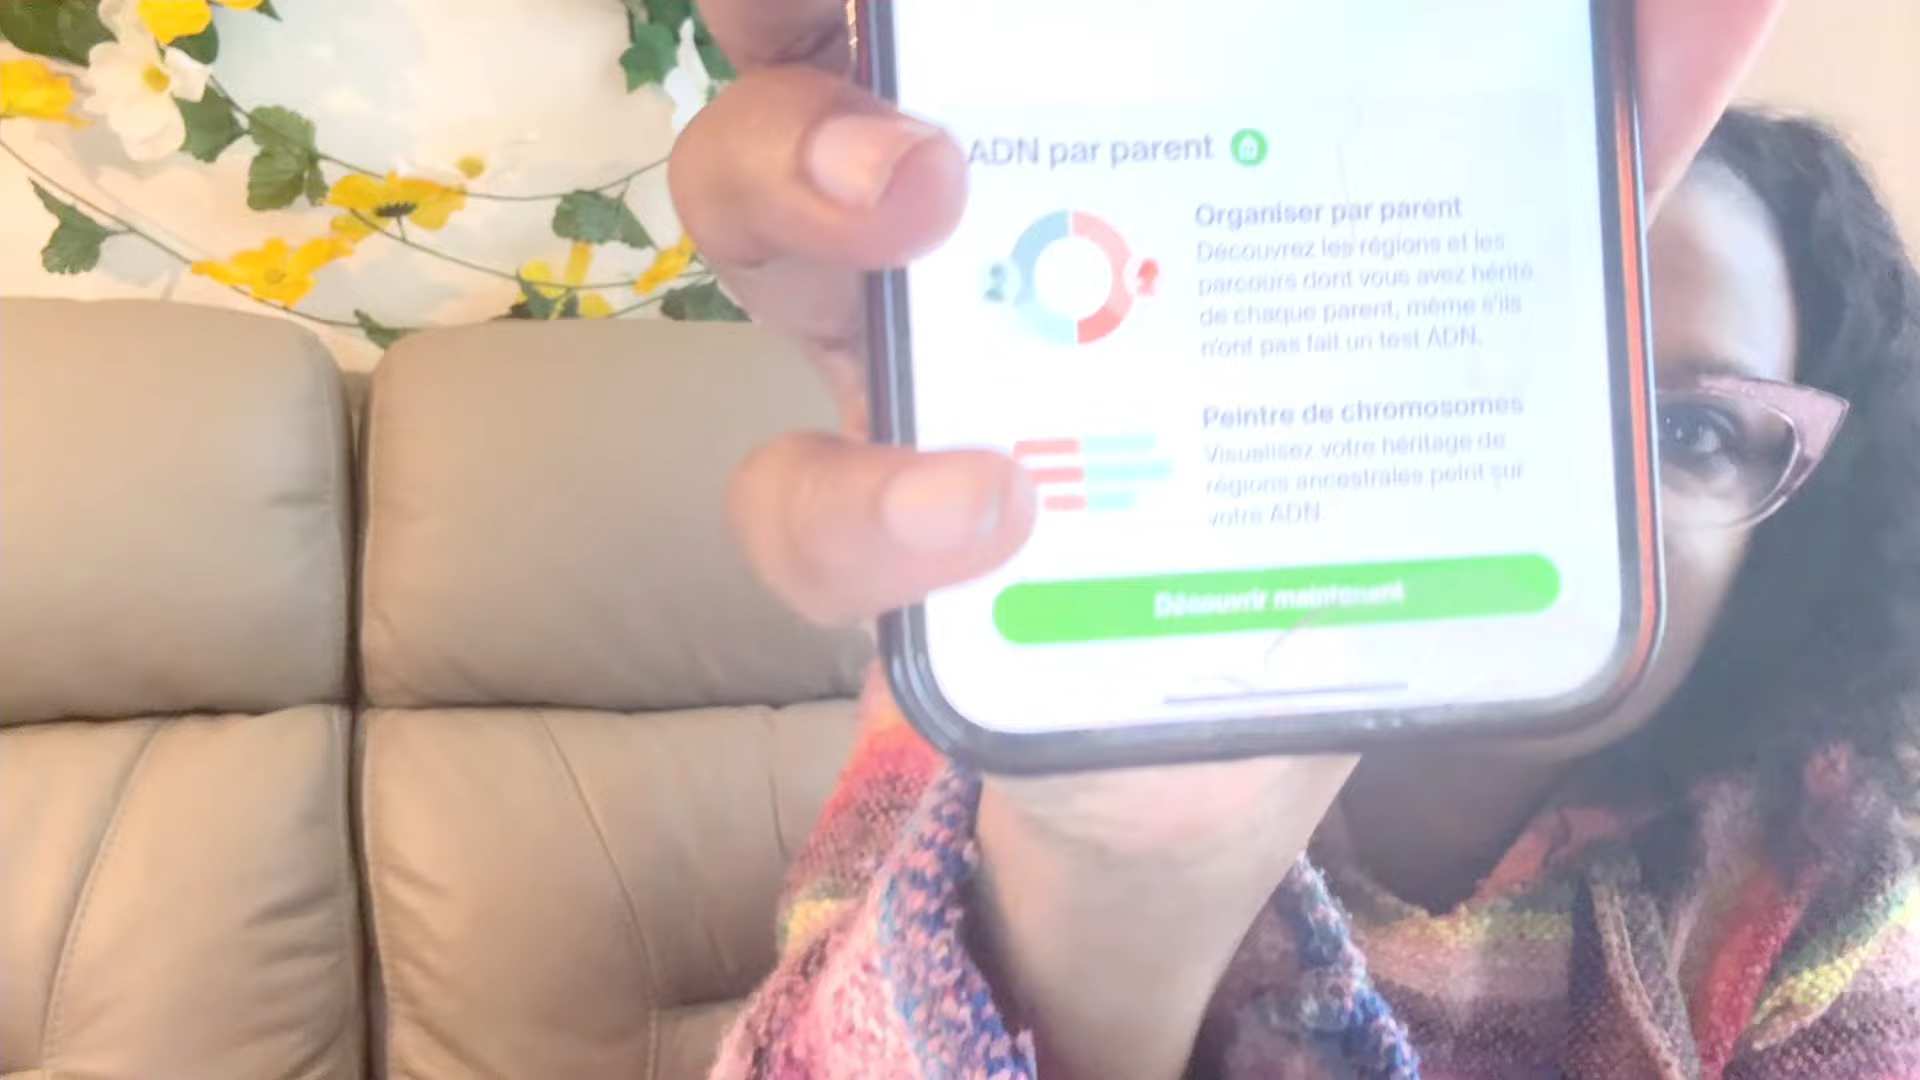 ADN par parent
Organiser par parent
Découvrez les régions et les
parcours dont vous avez hérité
de chaque parent, même s'ils
n'ont pas fait un test ADN.
Peintre de chromosomes
Visualisez votre héritage de
régions ancestrales peint sur
votre ADN.
Découvrir maintenant